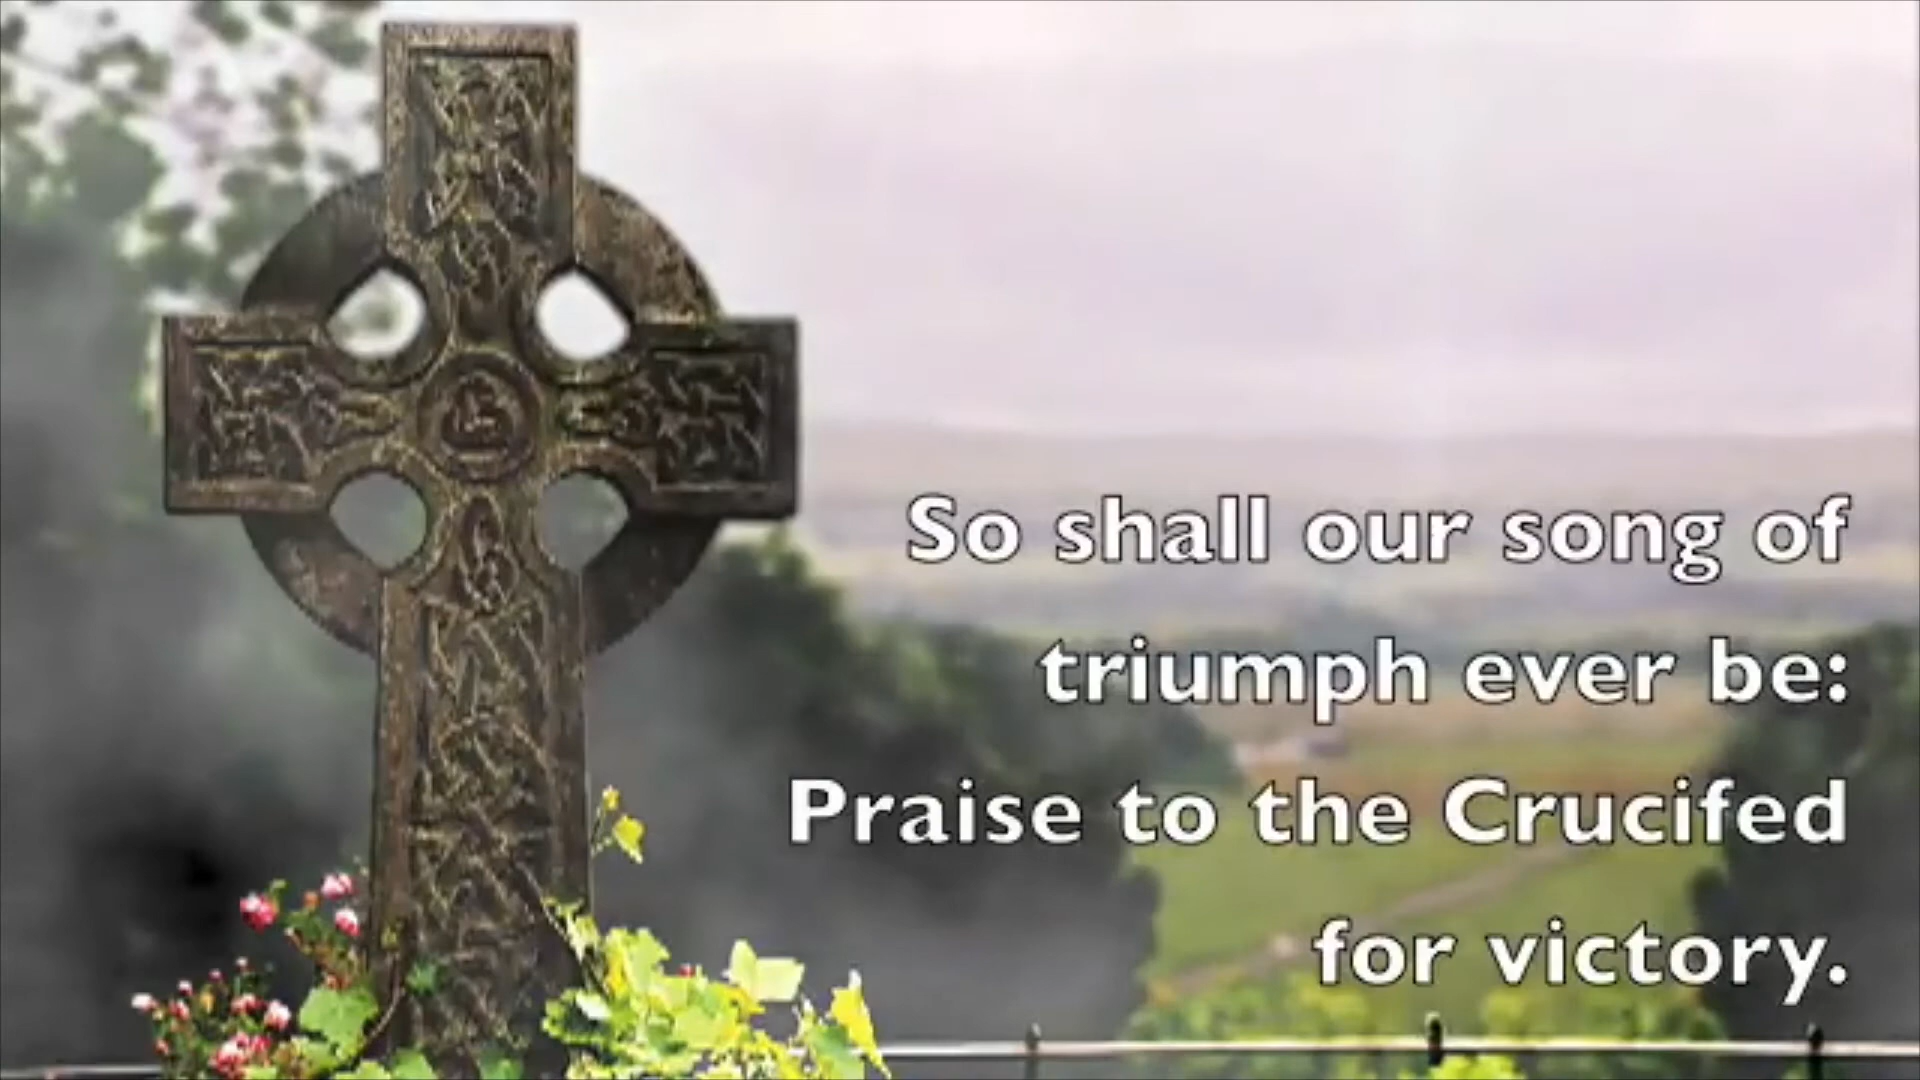 So shall our song of
triumph ever be:
Praise to the Crucifed
for victory.